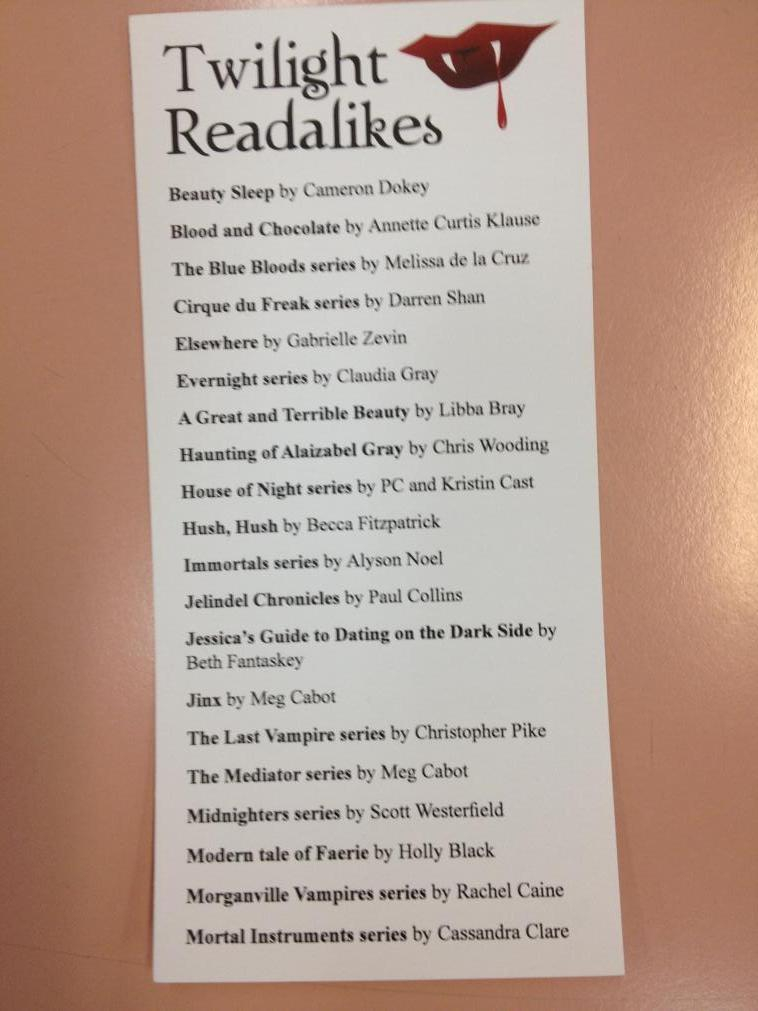 Twilight
Readalikes
Beauty Sleep by Cameron Dokey
Blood and Chocolate by Annette Curtis Klause
The Blue Bloods series by Melissa de la Cruz
Cirque du Freak series by Darren Shan
Elsewhere by Gabrielle Zevin
Evernight series by Claudia Gray
A Great and Terrible Beauty by Libba Bray
Haunting of Alaizabel Gray by Chris Wooding
House of Night series by PC and Kristin Cast
Hush, Hush by Becca Fitzpatrick
Immortals series by Alyson Noel
Jelindel Chronicles by Paul Collins
Jessica's Guide to Dating on the Dark Side by
Beth Fantaskey
Jinx by Meg Cabot
The Last Vampire series by Christopher Pike
The Mediator series by Meg Cabot
Midnighters series by Scott Westerfield
Modern tale of Faerie by Holly Black
Morganville Vampires series by Rachel Caine
Mortal Instruments series by Cassandra Clare